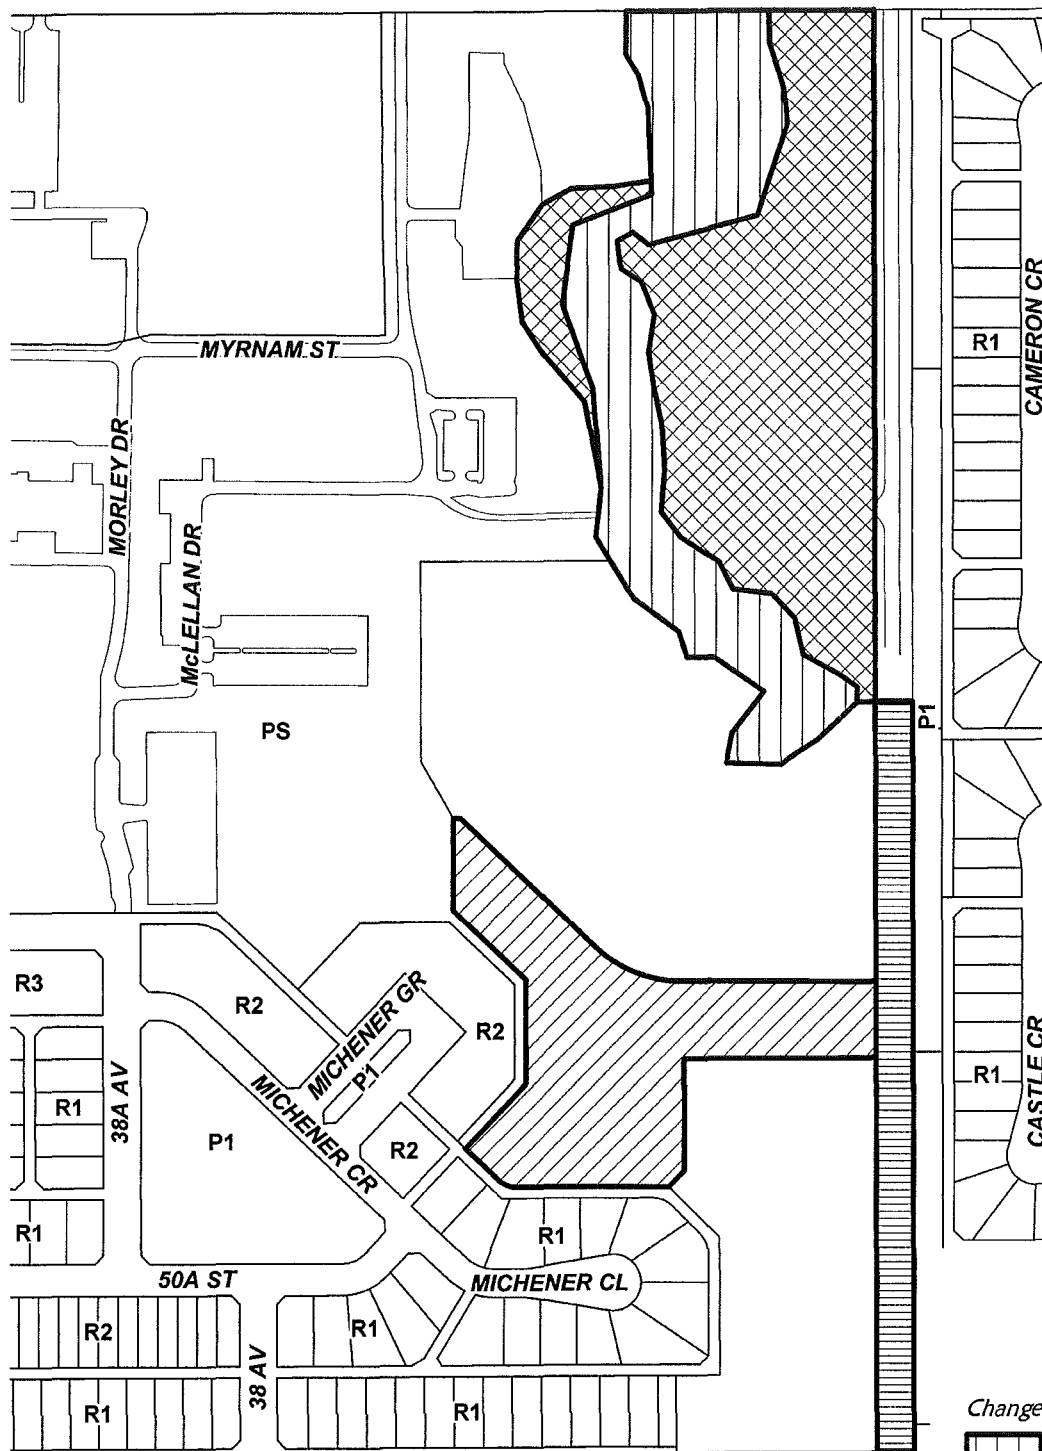 CAMERON CR
R1
MYRNAM ST
MORLEY DR
McLELLAN DR
P1
PS
R3
R2
MICHENER GR
R2
P1
CASTLE CR
R1
MICHENER CR
38A AV
R1
P1
R2
R1
R1
50A ST
MICHENER CL
R2
R1
38 AV
R1
R1
Change